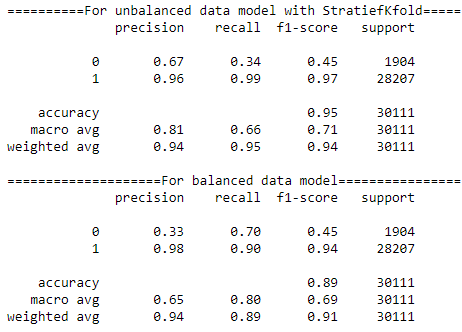 ==========For unbalanced data model with StratiefKfold=====
precision recall f1-score support
0 0.67 0.34 0.45 1904
1 0.96 0.99 0.97 28207
accuracy 0.95 30111
macro avg 0.81 0.66 0.71 30111
weighted avg 0.94 0.95 0.94 30111
====================For balanced data model================
precision recall f1-score support
0 0.33 0.70 0.45 1904
1 0.98 0.90 0.94 28207
accuracy 0.89 30111
macro avg 0.65 0.80 0.69 30111
weighted avg 0.94 0.89 0.91 30111